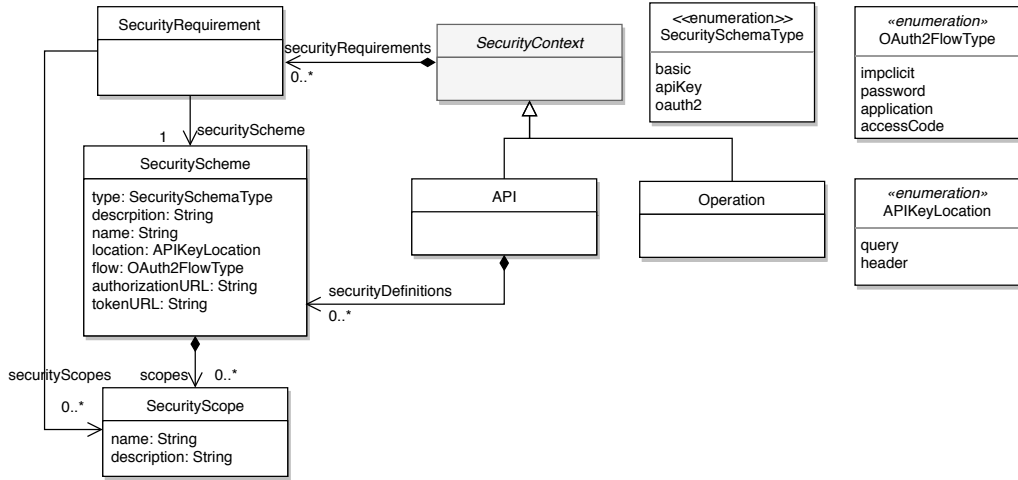 SecurityRequirement
securityRequirements
0..*
SecurityContext
<<enumeration>>
SecuritySchemaType
basic
apiKey
oauth2
«enumeration»
OAuth2FlowType
impclicit
password
application
accessCode
1
securityScheme
SecurityScheme
type: SecuritySchemaType
descrpition: String
name: String
location: APIKeyLocation
flow: OAuth2FlowType
authorizationURL: String
tokenURL: String
API
Operation
«enumeration»
APIKeyLocation
query
header
securityDefinitions
0..*
securityScopes
0..*
scopes
0..*
SecurityScope
name: String
description: String